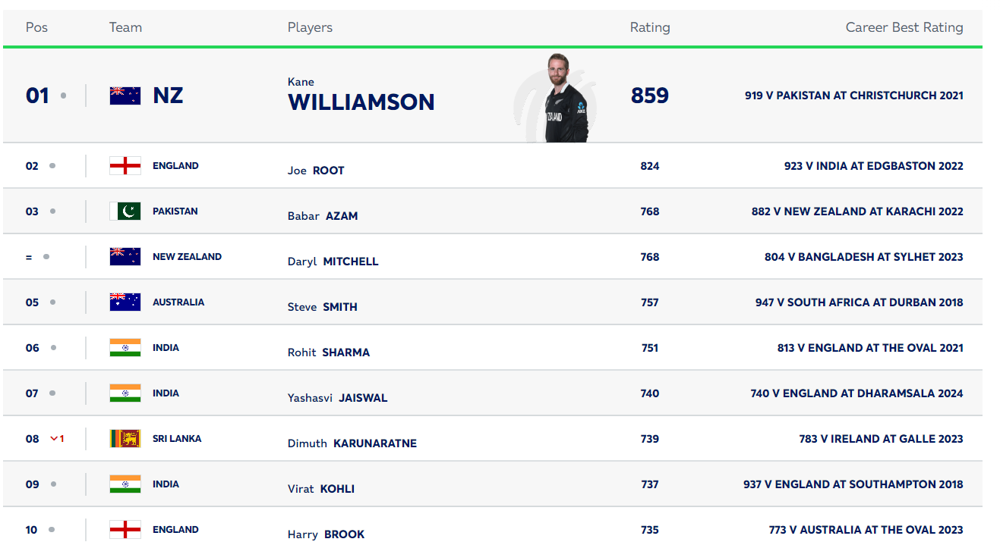 Pos Team Players Rating Career Best Rating
01 NZ Kane WILLIAMSON 859 919 V PAKISTAN AT CHRISTCHURCH 2021
02 ENGLAND Joe ROOT 824 923 V INDIA AT EDGBASTON 2022
03 PAKISTAN Babar AZAM 768 882 V NEW ZEALAND AT KARACHI 2022
= NEW ZEALAND Daryl MITCHELL 768 804 V BANGLADESH AT SYLHET 2023
05 AUSTRALIA Steve SMITH 757 947 V SOUTH AFRICA AT DURBAN 2018
06 INDIA Rohit SHARMA 751 813 V ENGLAND AT THE OVAL 2021
07 INDIA Yashasvi JAISWAL 740 740 V ENGLAND AT DHARAMSALA 2024
08 1 SRI LANKA Dimuth KARUNARATNE 739 783 V IRELAND AT GALLE 2023
09 INDIA Virat KOHLI 737 937 V ENGLAND AT SOUTHAMPTON 2018
10 ENGLAND Harry BROOK 735 773 V AUSTRALIA AT THE OVAL 2023